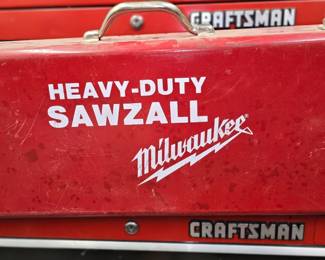 CRAFTSMAN
HEAVY-DUTY
SAWZALL
Milwaukee
CRAFTSMAN